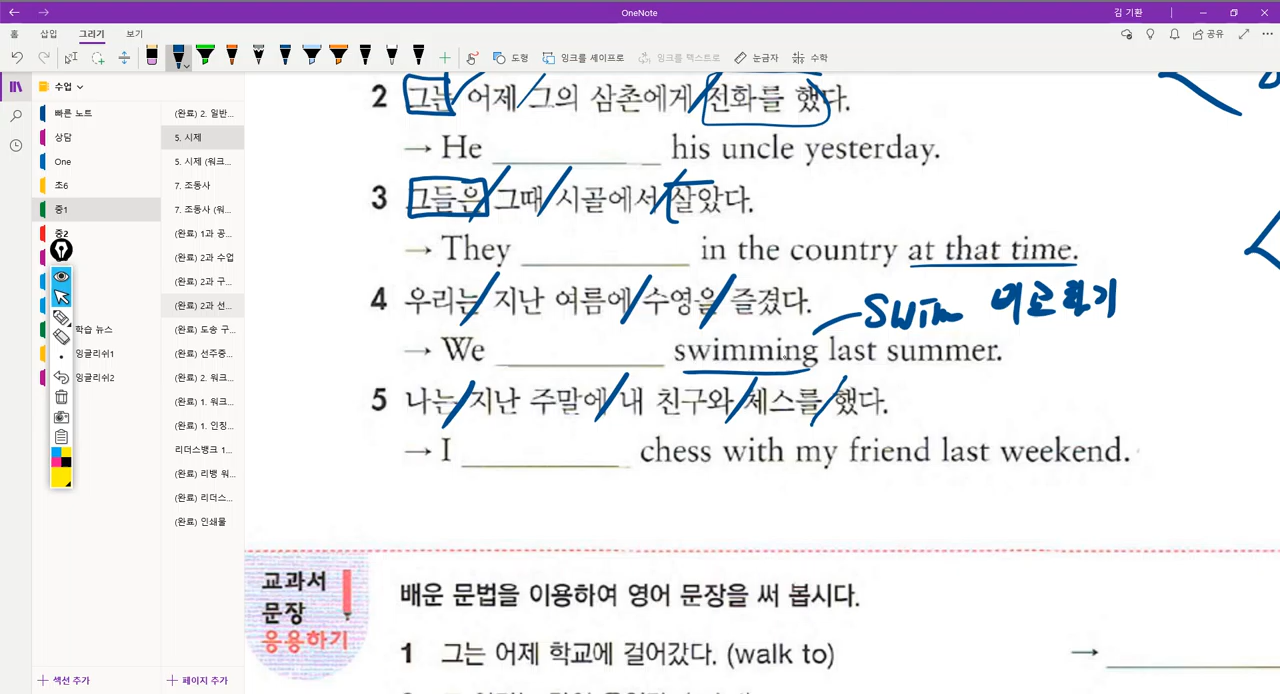 OneNote
김 기환
홈 삽입 그리기 보기
공유
도형 잉크를 셰이프로 잉크를 텍스트로 눈금자 수학
수업
빠른 노트
상담
One
초6
중1
중2
학습 뉴스
잉글리쉬1
잉글리쉬2
섹션 추가
(완료) 2. 일반...
5. 시제
5. 시제 (워크...
7. 조동사
7. 조동사 (워...
(완료) 1과 공...
(완료) 2과 수업
(완료) 2과 구...
(완료) 2과 선...
(완료) 도송 구...
(완료) 선주중...
(완료) 2. 워크...
(완료) 1. 워크...
(완료) 1. 인칭...
리더스뱅크 1...
(완료) 리뱅 워...
(완료) 리더스...
(완료) 인쇄물
페이지 추가
2 그는 어제 그의 삼촌에게 전화를 했다.
→ He ________ his uncle yesterday.
3 그들은 그때 시골에서 살았다.
→ They ________ in the country at that time.
4 우리는 지난 여름에 수영을 즐겼다.
swim
→ We ________ swimming last summer.
5 나는 지난 주말에 내 친구와 체스를 했다.
→ I ________ chess with my friend last weekend.
교과서
문장
응용하기
배운 문법을 이용하여 영어 문장을 써 봅시다.
1 그는 어제 학교에 걸어갔다. (walk to) → ________